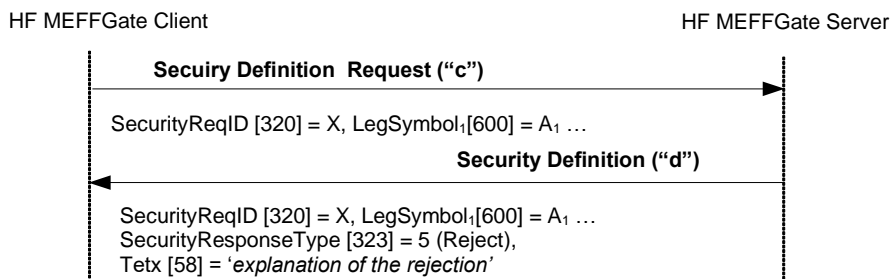 HF MEFFGate Client
HF MEFFGate Server
Secuiry Definition Request (“c”)
SecurityReqID [320] = X, LegSymbol₁[600] = A₁ …
Security Definition (“d”)
SecurityReqID [320] = X, LegSymbol₁[600] = A₁ …
SecurityResponseType [323] = 5 (Reject),
Tetx [58] = ‘explanation of the rejection’